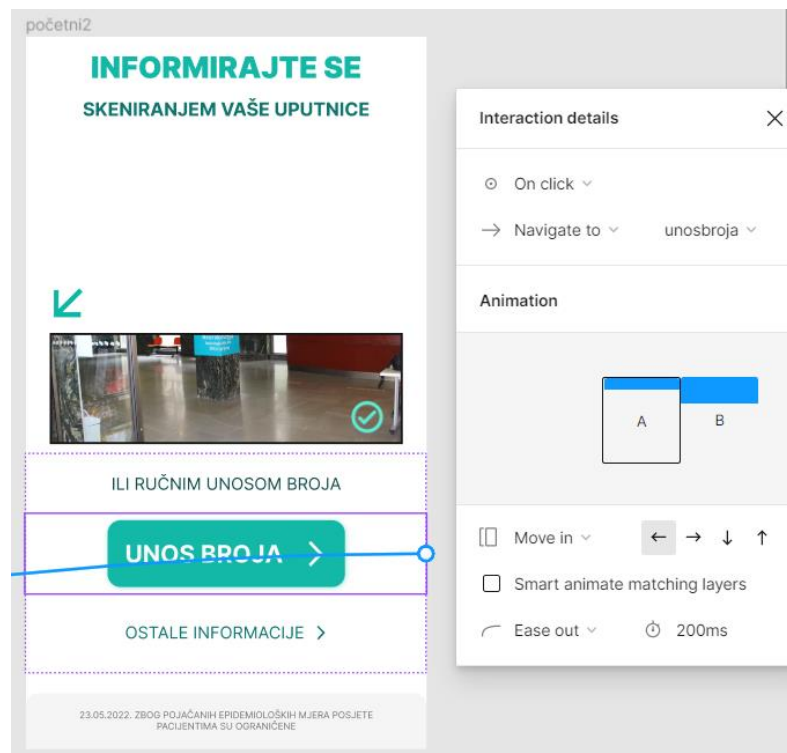 početni2
INFORMIRAJTE SE
SKENIRANJEM VAŠE UPUTNICE
ILI RUČNIM UNOSOM BROJA
UNOS BROJA
OSTALE INFORMACIJE
23.05.2022. ZBOG POJAČANIH EPIDEMIOLOŠKIH MJERA POSJETE
PACIJENTIMA SU OGRANIČENE
Interaction details
On click
Navigate to unosbroja
Animation
A B
Move in
Smart animate matching layers
Ease out 200ms